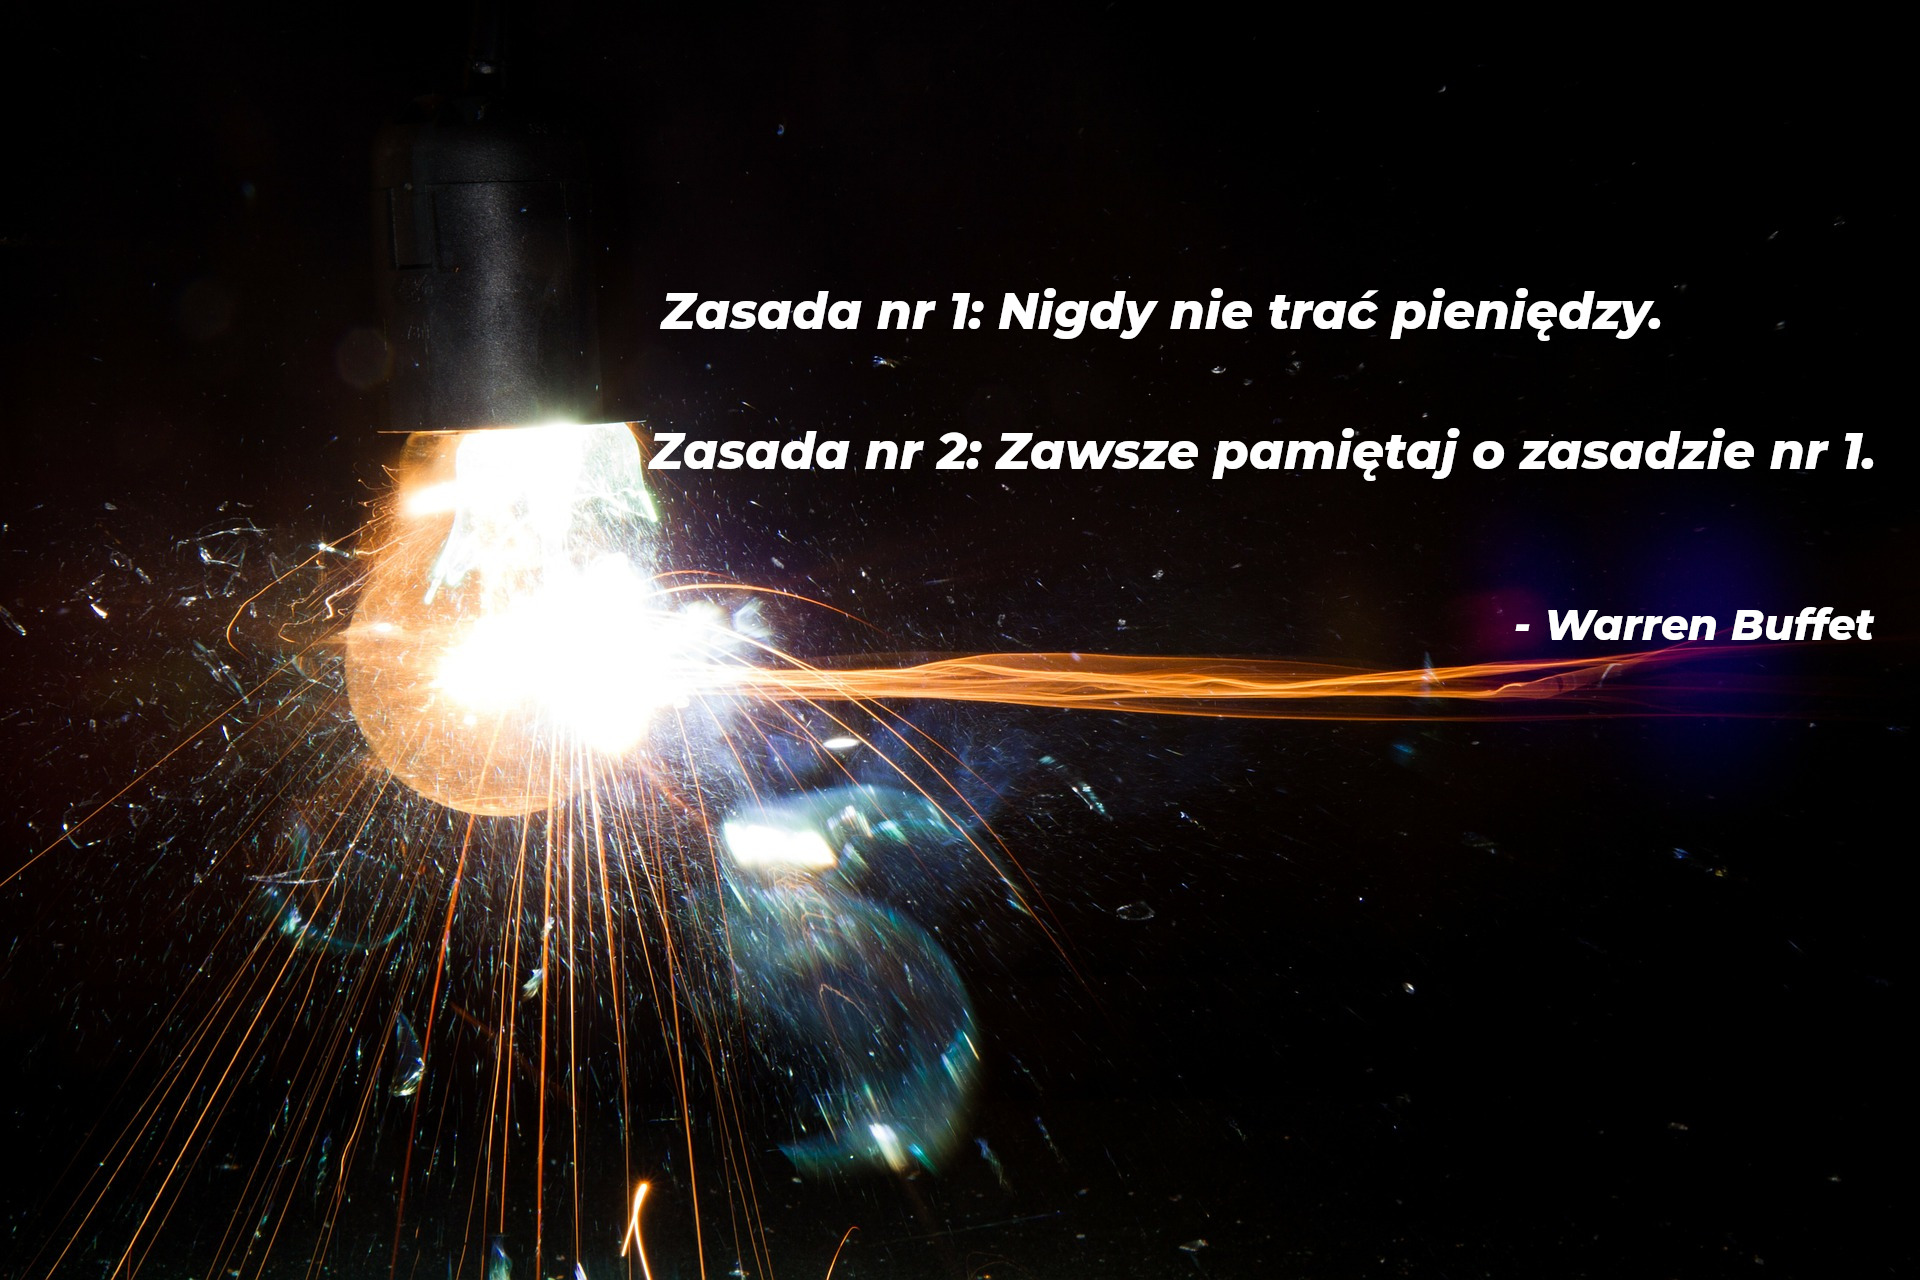 Zasada nr 1: Nigdy nie trać pieniędzy.
Zasada nr 2: Zawsze pamiętaj o zasadzie nr 1.
- Warren Buffet